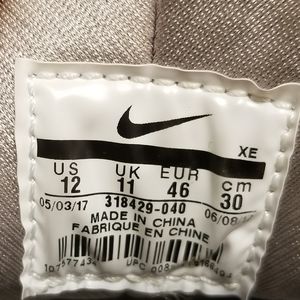 XE
US UK EUR cm
12 11 46 30
05/03/17 318429-040 06/08
MADE IN CHINA
FABRIQUE EN CHINE
UPC